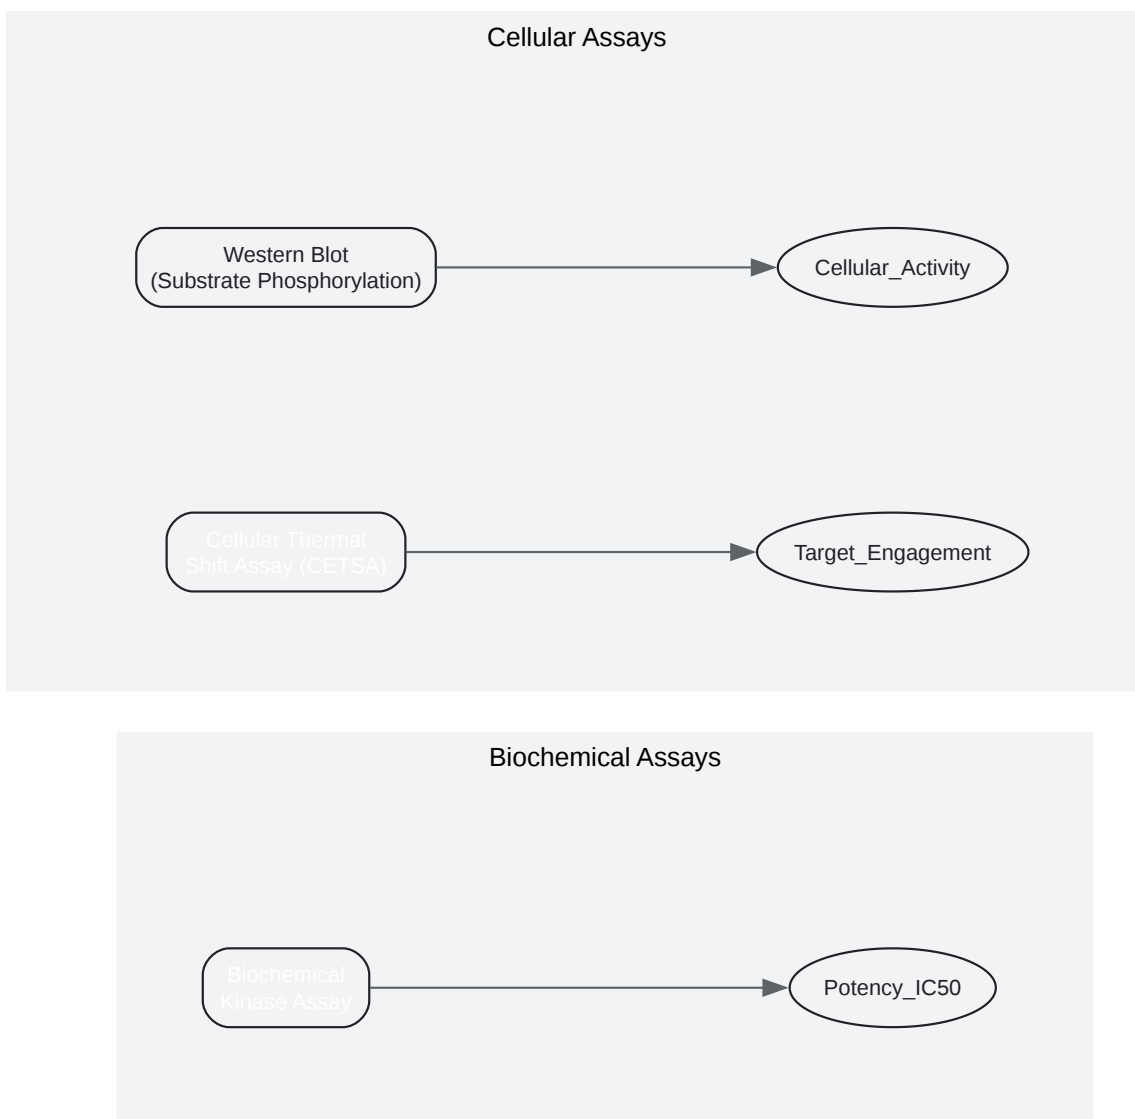 Cellular Assays
Western Blot
(Substrate Phosphorylation)
Cellular_Activity
Cellular Thermal
Shift Assay (CETSA)
Target_Engagement
Biochemical Assays
Biochemical
Kinase Assay
Potency_IC50